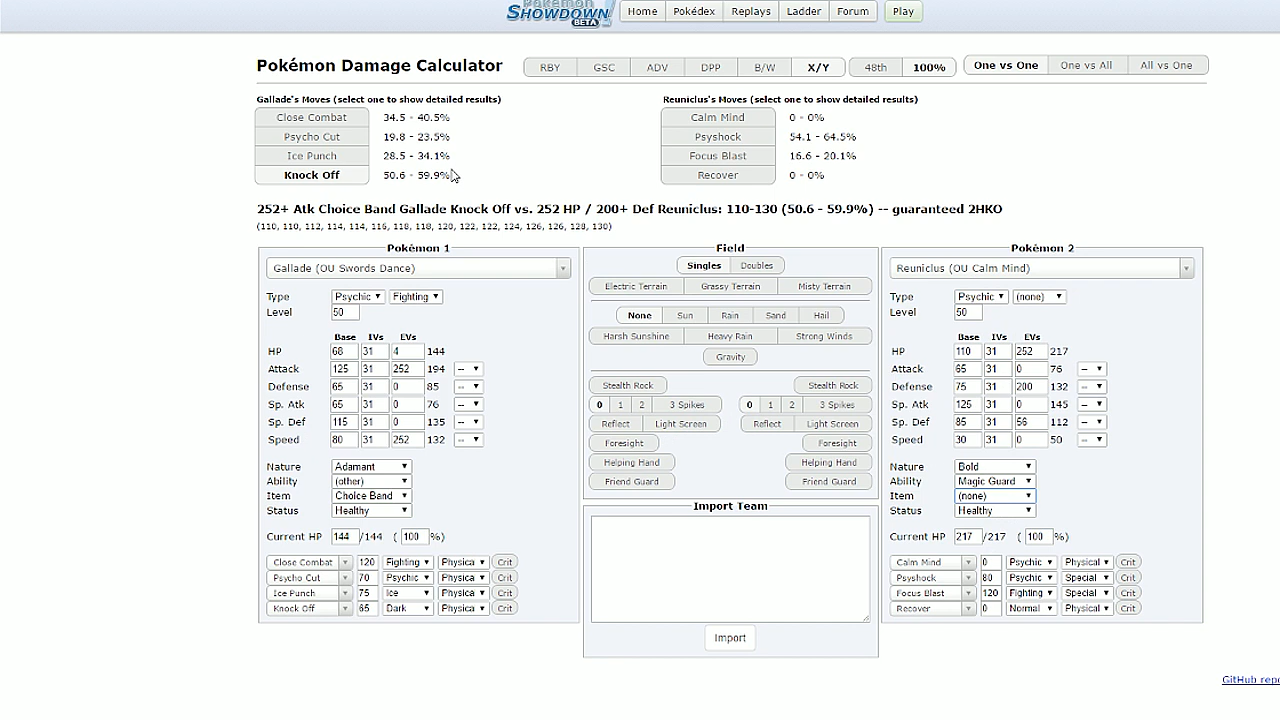 Pokémon
SHOWDOWN! BETA
Home Pokédex Replays Ladder Forum Play
Pokémon Damage Calculator RBY GSC ADV DPP B/W X/Y 48th 100% One vs One One vs All All vs One
Gallade's Moves (select one to show detailed results) Reuniclus's Moves (select one to show detailed results)
Close Combat 34.5 - 40.5% Calm Mind 0 - 0%
Psycho Cut 19.8 - 23.5% Psyshock 54.1 - 64.5%
Ice Punch 28.5 - 34.1% Focus Blast 16.6 - 20.1%
Knock Off 50.6 - 59.9% Recover 0 - 0%
252+ Atk Choice Band Gallade Knock Off vs. 252 HP / 200+ Def Reuniclus: 110-130 (50.6 - 59.9%) -- guaranteed 2HKO
(110, 110, 112, 114, 114, 116, 118, 118, 120, 122, 122, 124, 126, 126, 128, 130)
Pokémon 1
Gallade (OU Swords Dance)
Type Psychic Fighting
Level 50
Base IVs EVs
HP 68 31 4 144
Attack 125 31 252 194 --
Defense 65 31 0 85 --
Sp. Atk 65 31 0 76 --
Sp. Def 115 31 0 135 --
Speed 80 31 252 132 --
Nature Adamant
Ability (other)
Item Choice Band
Status Healthy
Current HP 144 /144 ( 100 %)
Close Combat 120 Fighting Physica Crit
Psycho Cut 70 Psychic Physica Crit
Ice Punch 75 Ice Physica Crit
Knock Off 65 Dark Physica Crit
Field
Singles Doubles
Electric Terrain Grassy Terrain Misty Terrain
None Sun Rain Sand Hail
Harsh Sunshine Heavy Rain Strong Winds
Gravity
Stealth Rock Stealth Rock
0 1 2 3 Spikes 0 1 2 3 Spikes
Reflect Light Screen Reflect Light Screen
Foresight Foresight
Helping Hand Helping Hand
Friend Guard Friend Guard
Import Team
Import
Pokémon 2
Reuniclus (OU Calm Mind)
Type Psychic (none)
Level 50
Base IVs EVs
HP 110 31 252 217
Attack 65 31 0 76 --
Defense 75 31 200 132 --
Sp. Atk 125 31 0 145 --
Sp. Def 85 31 56 112 --
Speed 30 31 0 50 --
Nature Bold
Ability Magic Guard
Item (none)
Status Healthy
Current HP 217 /217 ( 100 %)
Calm Mind 0 Psychic Physical Crit
Psyshock 80 Psychic Special Crit
Focus Blast 120 Fighting Special Crit
Recover 0 Normal Physical Crit
GitHub repo